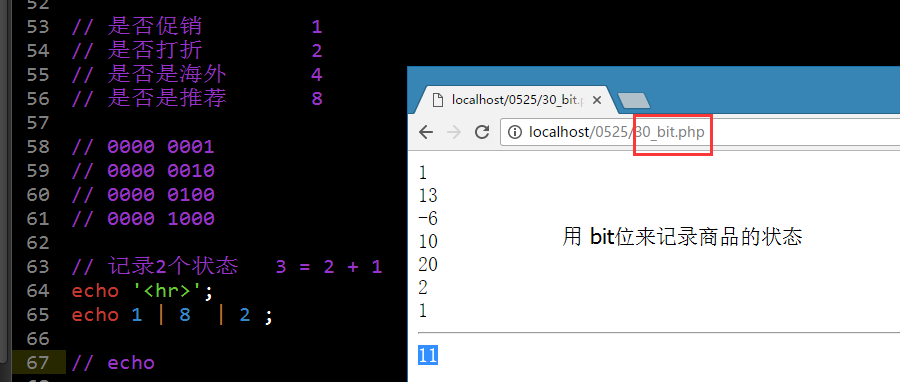 52
53 // 是否促销 1
54 // 是否打折 2
55 // 是否是海外 4
56 // 是否是推荐 8
57
58 // 0000 0001
59 // 0000 0010
60 // 0000 0100
61 // 0000 1000
62
63 // 记录2个状态 3 = 2 + 1
64 echo '<hr>';
65 echo 1 | 8 | 2 ;
66
67 // echo
localhost/0525/30_bit.p
localhost/0525/30_bit.php
1
13
-6
10
20
2
1
用 bit位来记录商品的状态
11